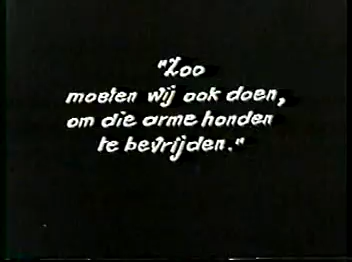 "Zoo
moeten wij ook doen,
om die arme honden
te bevrijden."